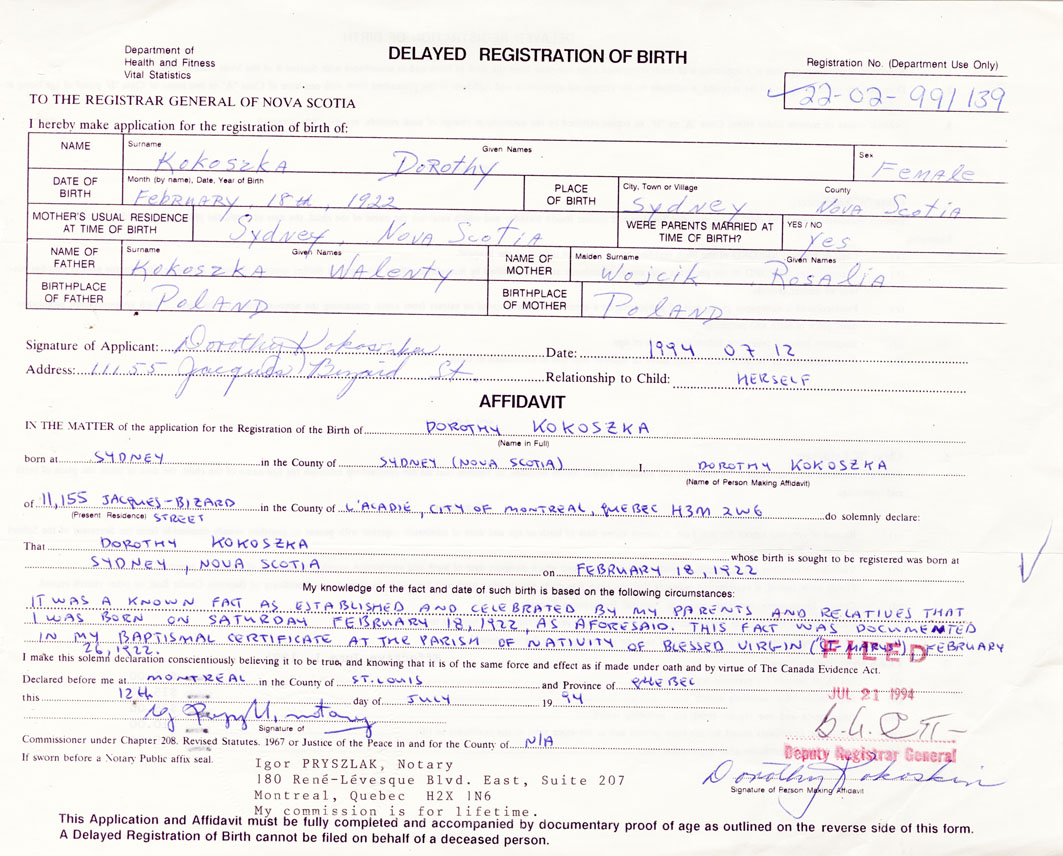 Department of
Health and Fitness
Vital Statistics
DELAYED REGISTRATION OF BIRTH
Registration No. (Department Use Only)
22-02-991139
TO THE REGISTRAR GENERAL OF NOVA SCOTIA
I hereby make application for the registration of birth of:
NAME Surname Kokoszka Given Names Dorothy Sex Female
DATE OF BIRTH Month (by name), Date, Year of Birth February, 18th, 1922 PLACE OF BIRTH City, Town or Village Sydney County Nova Scotia
MOTHER'S USUAL RESIDENCE AT TIME OF BIRTH Sydney, Nova Scotia WERE PARENTS MARRIED AT TIME OF BIRTH? YES / NO Yes
NAME OF FATHER Surname Kokoszka Given Names Walenty NAME OF MOTHER Maiden Surname Wojcik Given Names Rosalia
BIRTHPLACE OF FATHER Poland BIRTHPLACE OF MOTHER Poland
Signature of Applicant: Dorothy Kokoszka Date: 1994 07 12
Address: 11155 Jacques Bizard St. Relationship to Child: HERSELF
AFFIDAVIT
IN THE MATTER of the application for the Registration of the Birth of DOROTHY KOKOSZKA
(Name in Full)
born at SYDNEY in the County of SYDNEY (NOVA SCOTIA) I, DOROTHY KOKOSZKA
(Name of Person Making Affidavit)
of 11,155 JACQUES-BIZARD in the County of L'ACADIE, CITY OF MONTREAL, QUEBEC H3M 2W6 do solemnly declare:
(Present Residence) STREET
That DOROTHY KOKOSZKA whose birth is sought to be registered was born at
SYDNEY, NOVA SCOTIA on FEBRUARY 18, 1922
My knowledge of the fact and date of such birth is based on the following circumstances:
IT WAS A KNOWN FACT AS ESTABLISHED AND CELEBRATED BY MY PARENTS AND RELATIVES THAT
I WAS BORN ON SATURDAY FEBRUARY 18, 1922, AS AFORESAID. THIS FACT WAS DOCUMENTED
IN MY BAPTISMAL CERTIFICATE AT THE PARISH OF NATIVITY OF BLESSED VIRGIN ("ST MARYS") FEBRUARY
26, 1922.
FILED
I make this solemn declaration conscientiously believing it to be true, and knowing that it is of the same force and effect as if made under oath and by virtue of The Canada Evidence Act.
Declared before me at MONTREAL in the County of ST. LOUIS and Province of QUEBEC
this 12th day of JULY 19 94
JUL 21 1994
notary
Signature of
Deputy Registrar General
Commissioner under Chapter 208. Revised Statutes. 1967 or Justice of the Peace in and for the County of N/A
If sworn before a Notary Public affix seal.
Dorothy Kokoszka
Signature of Person Making Affidavit
Igor PRYSZLAK, Notary
180 René-Lévesque Blvd. East, Suite 207
Montreal, Quebec H2X 1N6
My commission is for lifetime.
This Application and Affidavit must be fully completed and accompanied by documentary proof of age as outlined on the reverse side of this form.
A Delayed Registration of Birth cannot be filed on behalf of a deceased person.